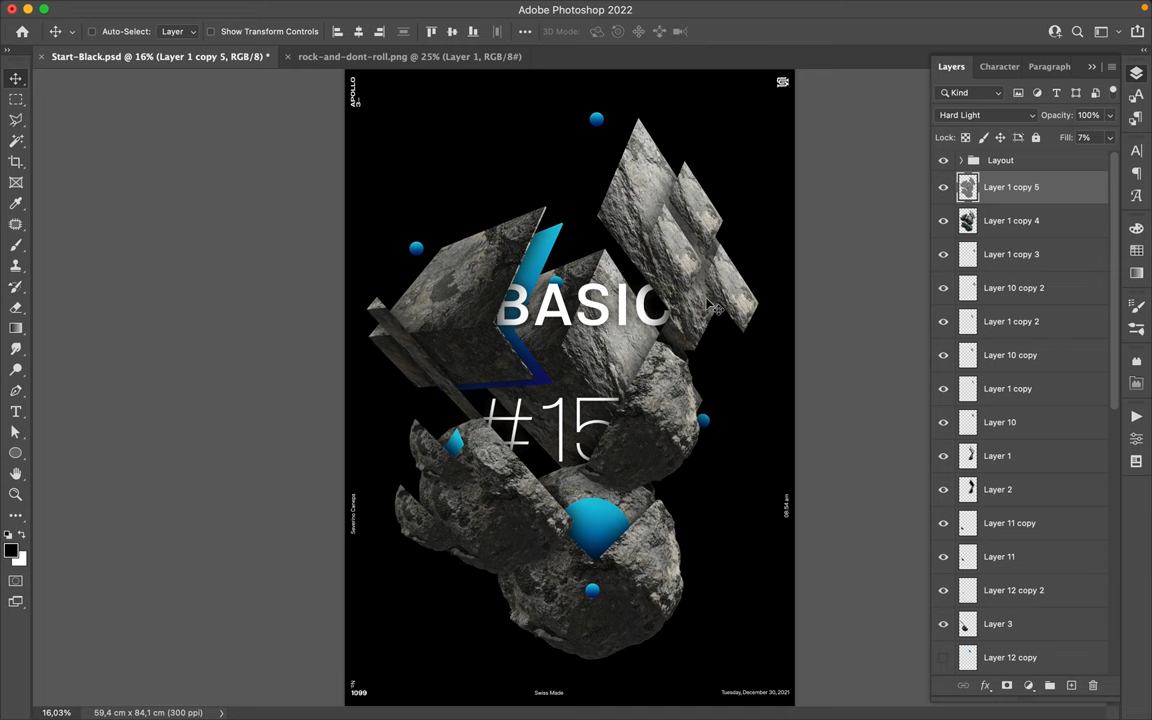 Adobe Photoshop 2022
Auto-Select:
Layer
Show Transform Controls
3D Mode:
Start-Black.psd @ 16% (Layer 1 copy 5, RGB/8) *
rock-and-dont-roll.png @ 25% (Layer 1, RGB/8#)
Layers
Character
Paragraph
Kind
Hard Light
Opacity: 100%
Lock:
Fill: 7%
Layout
Layer 1 copy 5
Layer 1 copy 4
Layer 1 copy 3
Layer 10 copy 2
Layer 1 copy 2
Layer 10 copy
Layer 1 copy
Layer 10
Layer 1
Layer 2
Layer 11 copy
Layer 11
Layer 12 copy 2
Layer 3
Layer 12 copy
APOLLO
BASIC
#15
Severino Canepa
08:54 am
1099
Swiss Made
Tuesday, December 30, 2021
16,03%
59,4 cm x 84,1 cm (300 ppi)